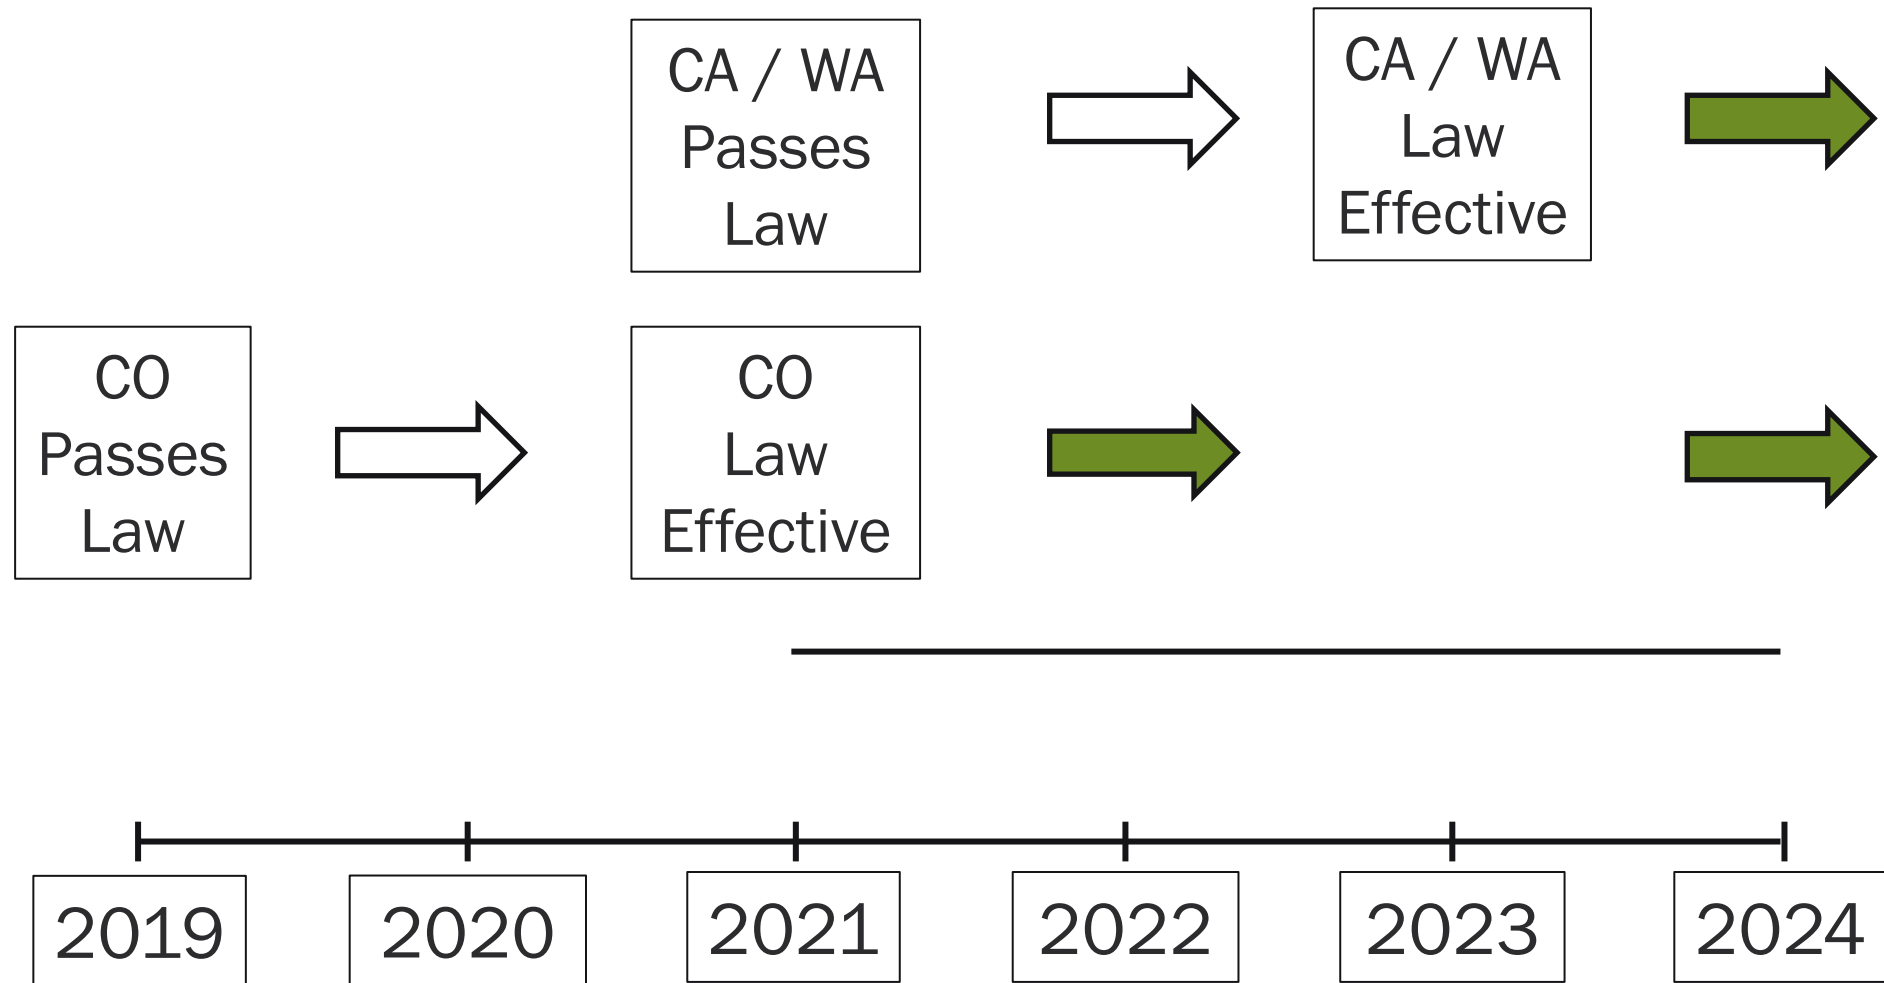 CA / WA
Passes
Law
CA / WA
Law
Effective
CO
Passes
Law
CO
Law
Effective
2019
2020
2021
2022
2023
2024